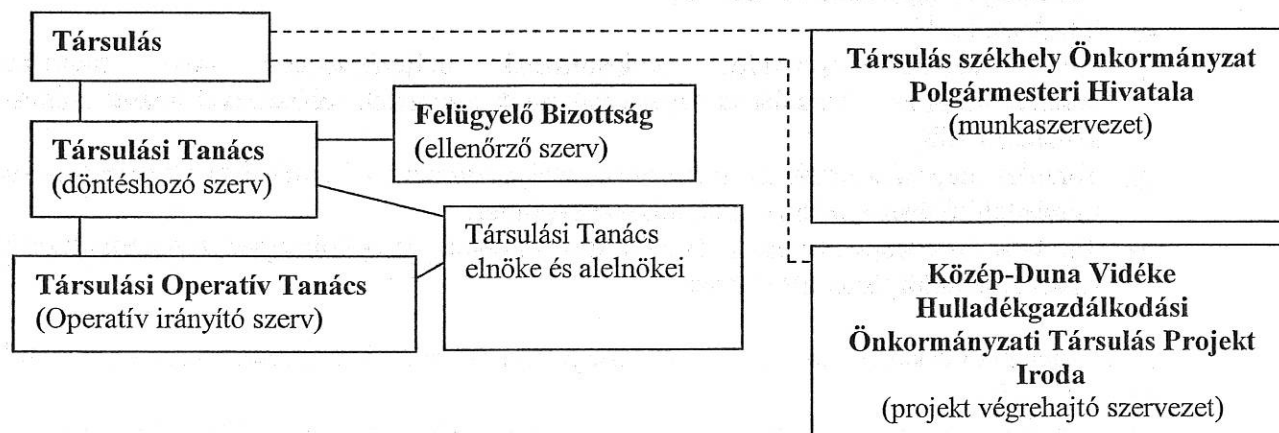 Társulás
Társulás székhely Önkormányzat
Polgármesteri Hivatala
(munkaszervezet)
Felügyelő Bizottság
(ellenőrző szerv)
Társulási Tanács
(döntéshozó szerv)
Társulási Tanács
elnöke és alelnökei
Társulási Operatív Tanács
(Operatív irányító szerv)
Közép-Duna Vidéke
Hulladékgazdálkodási
Önkormányzati Társulás Projekt
Iroda
(projekt végrehajtó szervezet)